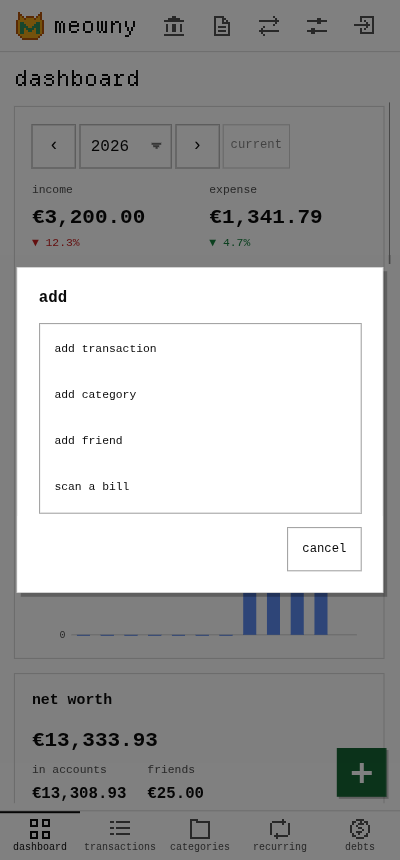 meowny
dashboard
‹ 2026 › current
income expense
€3,200.00 €1,341.79
▼ 12.3% ▼ 4.7%
add
add transaction
add category
add friend
scan a bill
cancel
0
net worth
€13,333.93
in accounts friends
€13,308.93 €25.00
+
dashboard transactions categories recurring debts